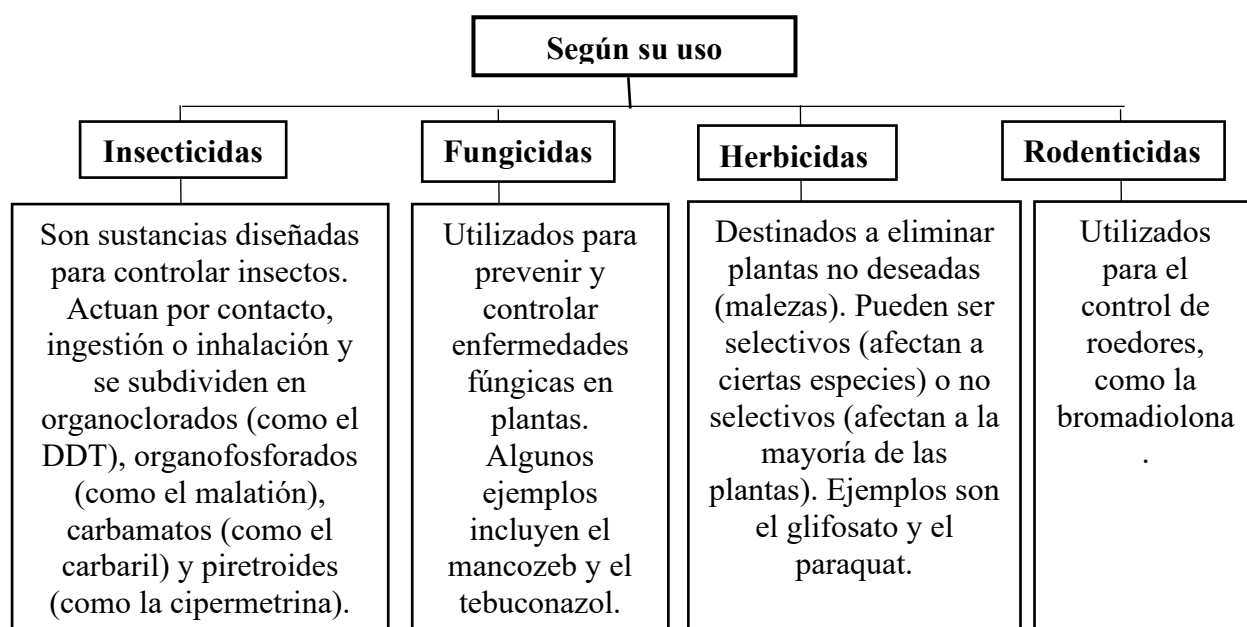 Según su uso
Insecticidas
Son sustancias diseñadas
para controlar insectos.
Actuan por contacto,
ingestión o inhalación y
se subdividen en
organoclorados (como el
DDT), organofosforados
(como el malatión),
carbamatos (como el
carbaril) y piretroides
(como la cipermetrina).
Fungicidas
Utilizados para
prevenir y
controlar
enfermedades
fúngicas en
plantas.
Algunos
ejemplos
incluyen el
mancozeb y el
tebuconazol.
Herbicidas
Destinados a eliminar
plantas no deseadas
(malezas). Pueden ser
selectivos (afectan a
ciertas especies) o no
selectivos (afectan a la
mayoría de las
plantas). Ejemplos son
el glifosato y el
paraquat.
Rodenticidas
Utilizados
para el
control de
roedores,
como la
bromadiolona
.